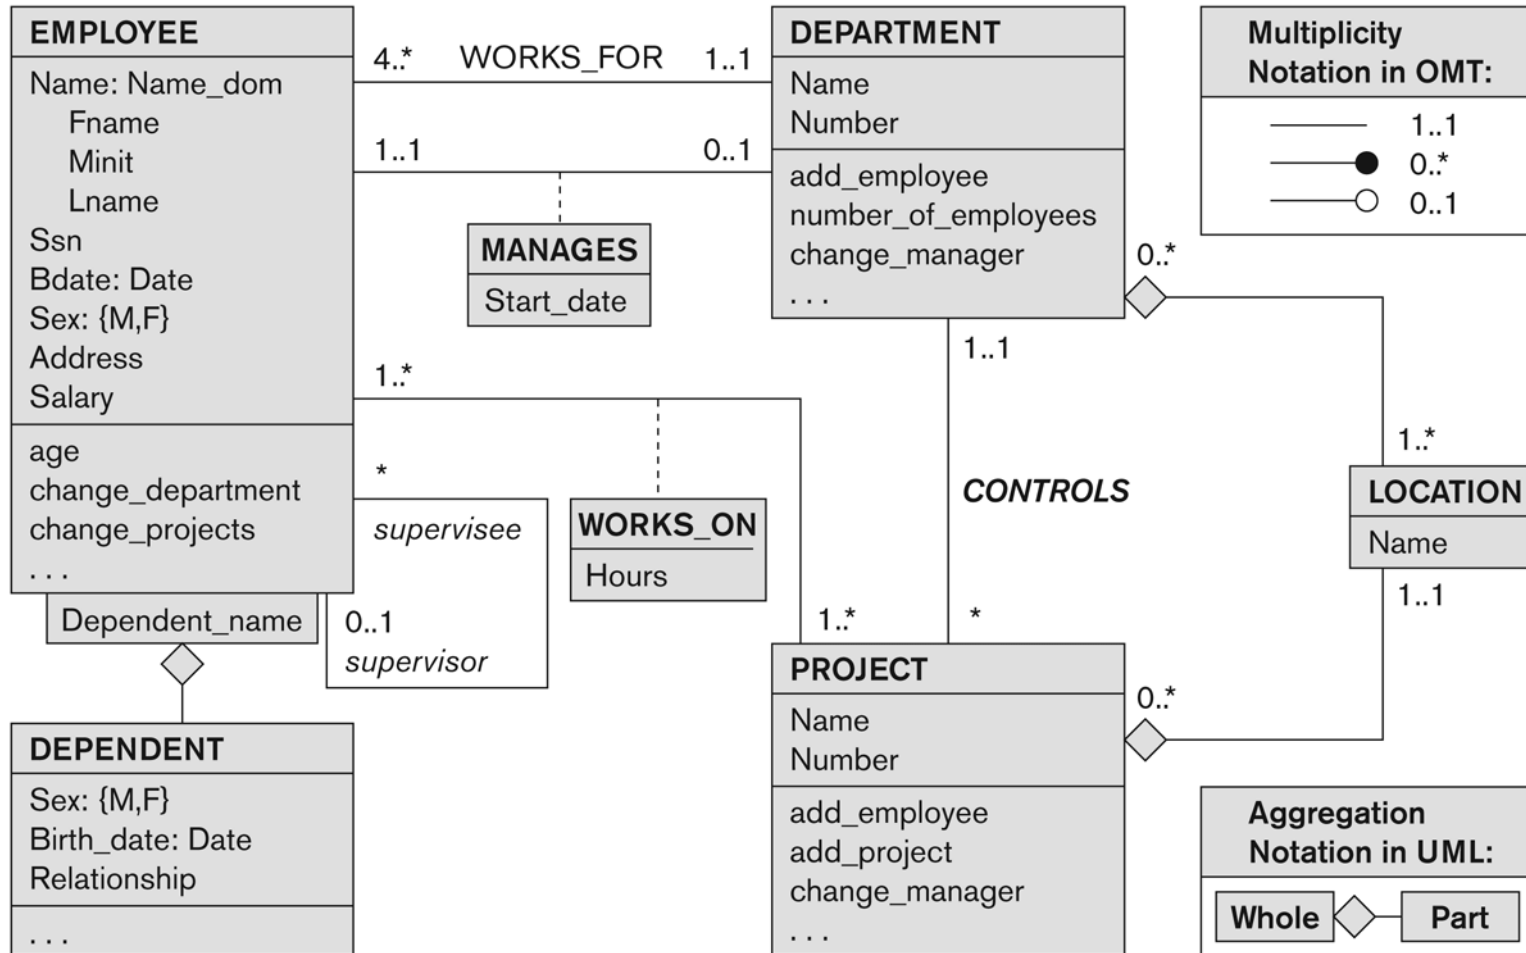 EMPLOYEE
Name: Name_dom
Fname
Minit
Lname
Ssn
Bdate: Date
Sex: {M,F}
Address
Salary
age
change_department
change_projects
. . .
Dependent_name
DEPENDENT
Sex: {M,F}
Birth_date: Date
Relationship
. . .
4..* WORKS_FOR 1..1
1..1 0..1
MANAGES
Start_date
1..*
*
supervisee
0..1
supervisor
WORKS_ON
Hours
1..*
DEPARTMENT
Name
Number
add_employee
number_of_employees
change_manager
. . .
0..*
1..1
CONTROLS
*
PROJECT
Name
Number
add_employee
add_project
change_manager
. . .
0..*
1..*
LOCATION
Name
1..1
Multiplicity
Notation in OMT:
1..1
0..*
0..1
Aggregation
Notation in UML:
Whole Part